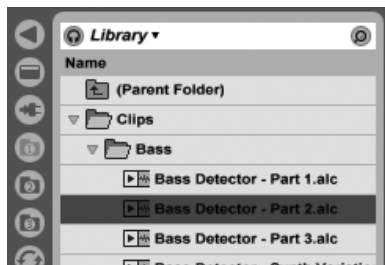 Library
Name
(Parent Folder)
Clips
Bass
Bass Detector - Part 1.alc
Bass Detector - Part 2.alc
Bass Detector - Part 3.alc